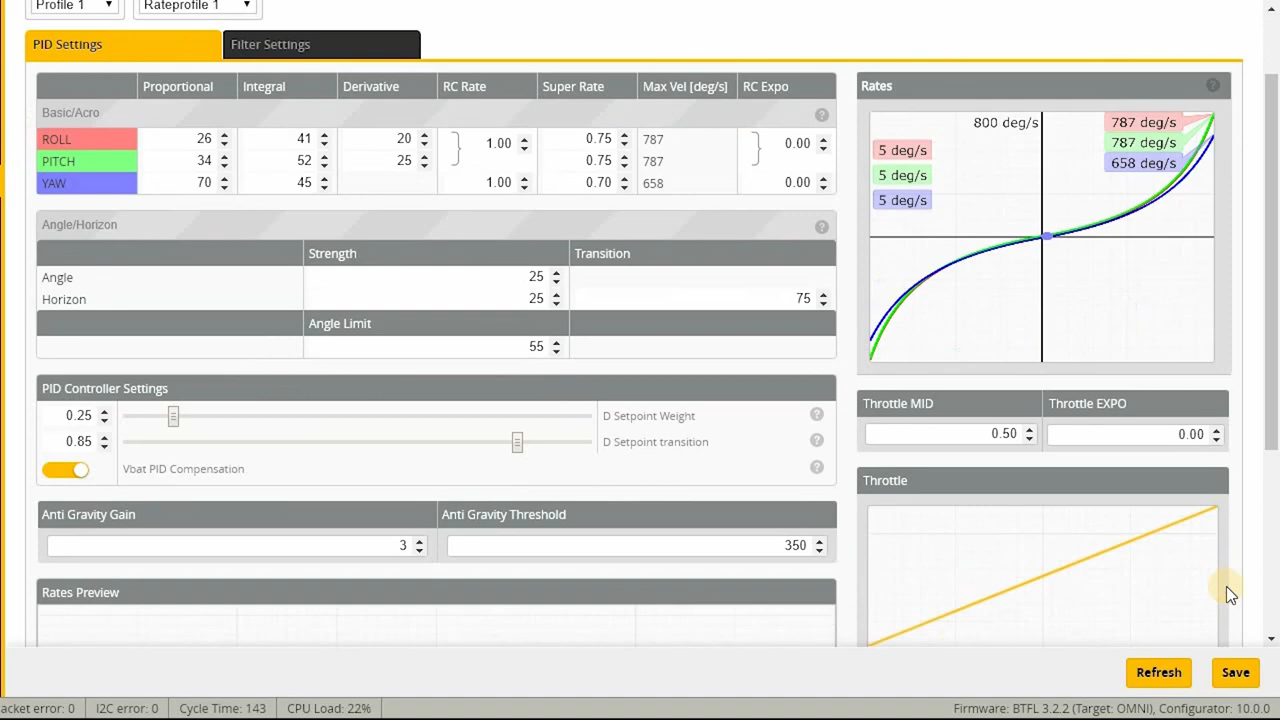 Profile 1
Rateprofile 1
PID Settings
Filter Settings
Proportional
Integral
Derivative
RC Rate
Super Rate
Max Vel [deg/s]
RC Expo
Basic/Acro
ROLL 26 41 20 1.00 0.75 787 0.00
PITCH 34 52 25 0.75 787
YAW 70 45 1.00 0.70 658 0.00
Angle/Horizon
Strength
Transition
Angle 25
Horizon 25 75
Angle Limit
55
PID Controller Settings
0.25 D Setpoint Weight
0.85 D Setpoint transition
Vbat PID Compensation
Anti Gravity Gain
Anti Gravity Threshold
3
350
Rates Preview
Rates
800 deg/s
787 deg/s
787 deg/s
658 deg/s
5 deg/s
5 deg/s
5 deg/s
Throttle MID
Throttle EXPO
0.50
0.00
Throttle
Refresh
Save
acket error: 0
I2C error: 0
Cycle Time: 143
CPU Load: 22%
Firmware: BTFL 3.2.2 (Target: OMNI), Configurator: 10.0.0